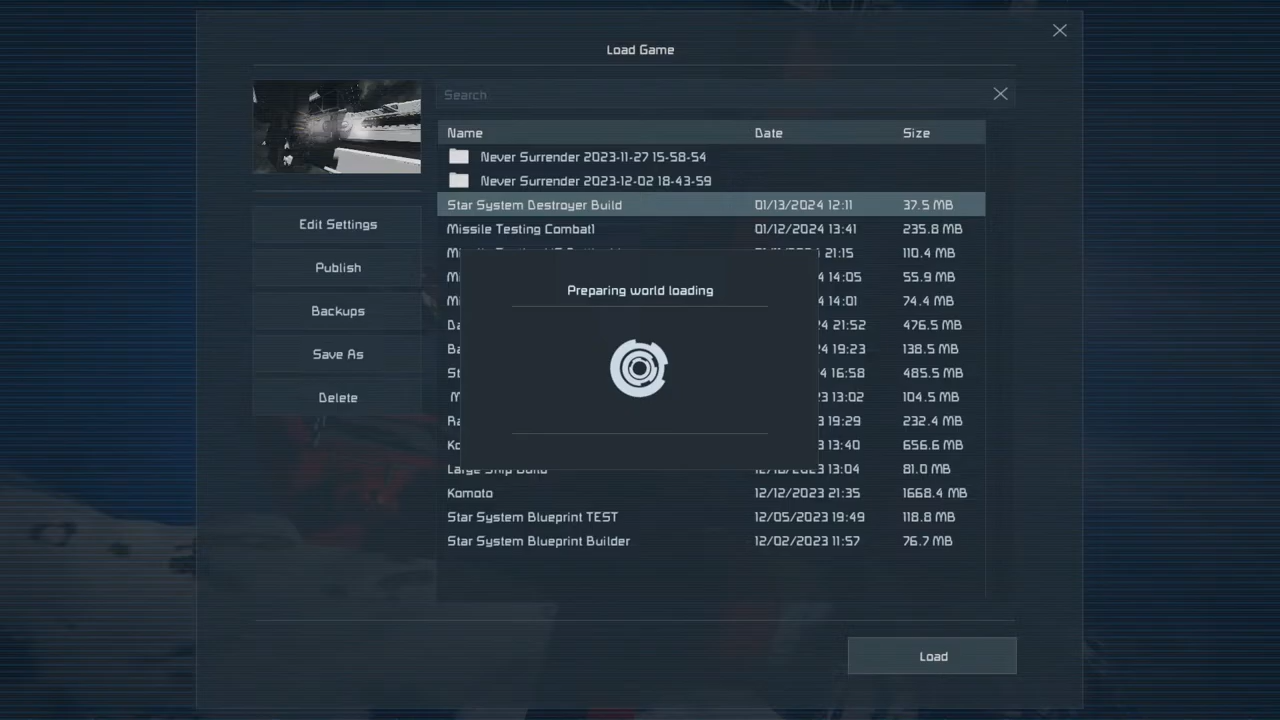 Load Game
Search
Name Date Size
Never Surrender 2023-11-27 15-58-54
Never Surrender 2023-12-02 18-43-59
Star System Destroyer Build 01/13/2024 12:11 37.5 MB
Missile Testing Combat1 01/12/2024 13:41 235.8 MB
21:15 110.4 MB
14:05 55.9 MB
14:01 74.4 MB
21:52 476.5 MB
19:23 138.5 MB
16:58 485.5 MB
13:02 104.5 MB
19:29 232.4 MB
13:40 656.6 MB
Large Ship Build 13:04 81.0 MB
Komoto 12/12/2023 21:35 1668.4 MB
Star System Blueprint TEST 12/05/2023 19:49 118.8 MB
Star System Blueprint Builder 12/02/2023 11:57 76.7 MB
Edit Settings
Publish
Backups
Save As
Delete
Preparing world loading
Load